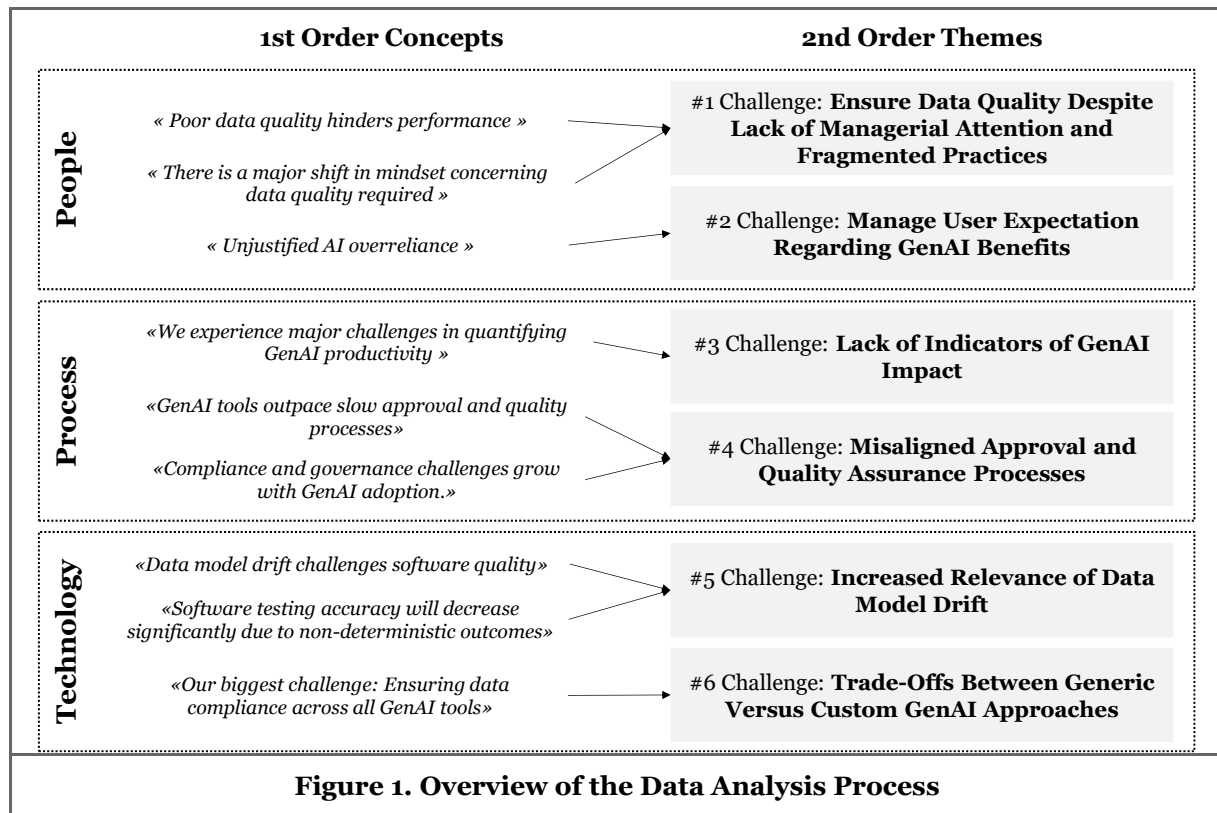 1st Order Concepts
2nd Order Themes
People
« Poor data quality hinders performance »
« There is a major shift in mindset concerning
data quality required »
« Unjustified AI overreliance »
#1 Challenge: Ensure Data Quality Despite
Lack of Managerial Attention and
Fragmented Practices
#2 Challenge: Manage User Expectation
Regarding GenAI Benefits
Process
«We experience major challenges in quantifying
GenAI productivity »
«GenAI tools outpace slow approval and quality
processes»
«Compliance and governance challenges grow
with GenAI adoption.»
#3 Challenge: Lack of Indicators of GenAI
Impact
#4 Challenge: Misaligned Approval and
Quality Assurance Processes
Technology
«Data model drift challenges software quality»
«Software testing accuracy will decrease
significantly due to non-deterministic outcomes»
«Our biggest challenge: Ensuring data
compliance across all GenAI tools»
#5 Challenge: Increased Relevance of Data
Model Drift
#6 Challenge: Trade-Offs Between Generic
Versus Custom GenAI Approaches
Figure 1. Overview of the Data Analysis Process